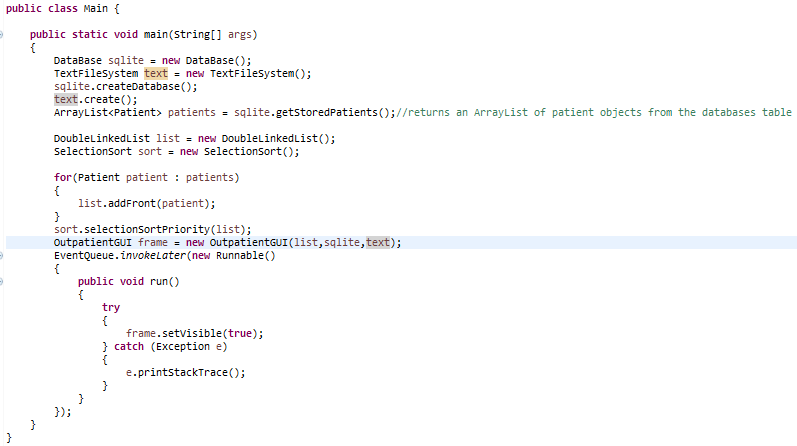 public class Main {
public static void main(String[] args)
{
DataBase sqlite = new DataBase();
TextFileSystem text = new TextFileSystem();
sqlite.createDatabase();
text.create();
ArrayList<Patient> patients = sqlite.getStoredPatients();//returns an ArrayList of patient objects from the databases table
DoubleLinkedList list = new DoubleLinkedList();
SelectionSort sort = new SelectionSort();
for(Patient patient : patients)
{
list.addFront(patient);
}
sort.selectionSortPriority(list);
OutpatientGUI frame = new OutpatientGUI(list,sqlite,text);
EventQueue.invokeLater(new Runnable()
{
public void run()
{
try
{
frame.setVisible(true);
} catch (Exception e)
{
e.printStackTrace();
}
}
});
}
}